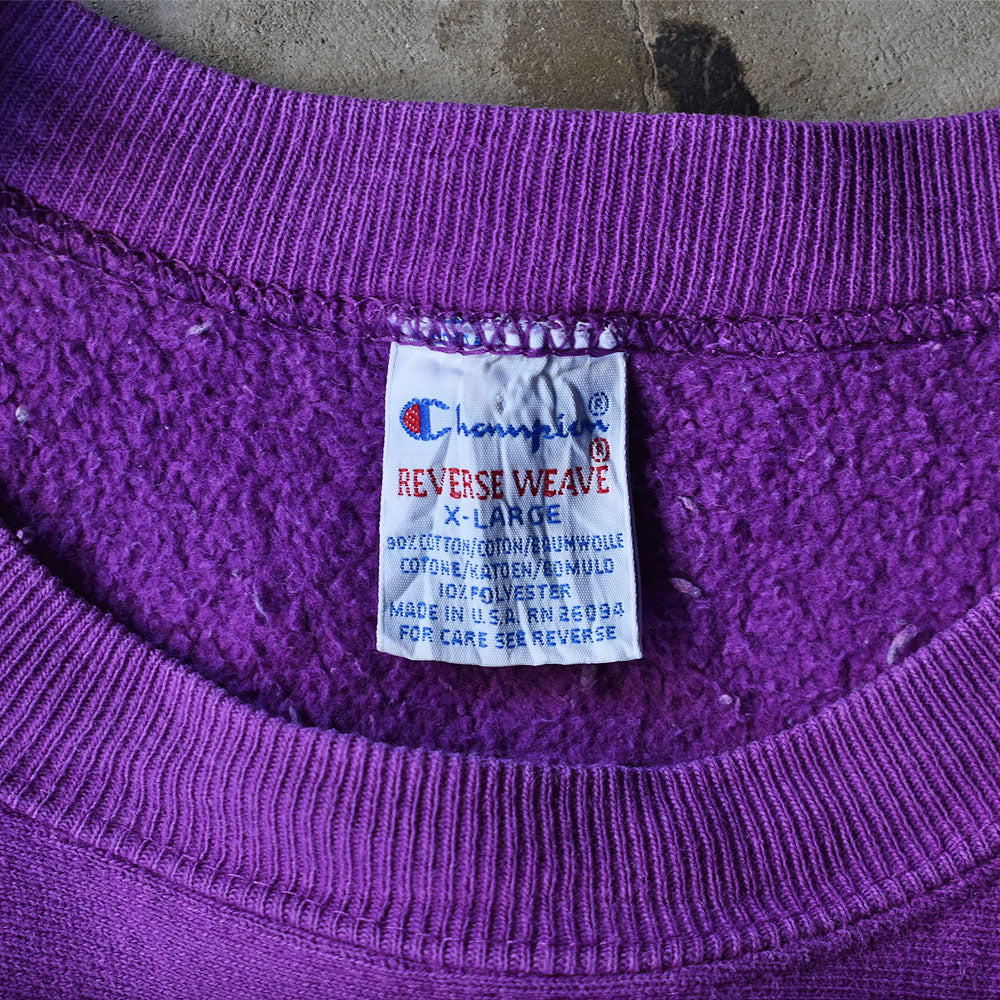 Champion®
REVERSE WEAVE®
X-LARGE
90% COTTON/COTON/BAUMWOLLE
COTONE/KATOEN/GOMULO
10% POLYESTER
MADE IN U.S.A. RN 26094
FOR CARE SEE REVERSE